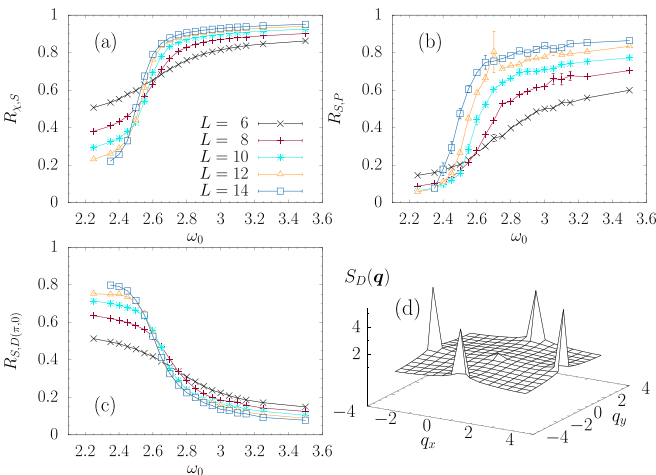 1
0.8
0.6
0.4
0.2
0
2.2 2.4 2.6 2.8 3 3.2 3.4 3.6
ω₀
R_{χ,S}
(a)
L = 6
L = 8
L = 10
L = 12
L = 14
1
0.8
0.6
0.4
0.2
0
2.2 2.4 2.6 2.8 3 3.2 3.4 3.6
ω₀
R_{S,P}
(b)
1
0.8
0.6
0.4
0.2
0
2.2 2.4 2.6 2.8 3 3.2 3.4 3.6
ω₀
R_{S,D(π,0)}
(c)
S_D(q)
(d)
4
2
−4 −2 0 2 4
q_x
−4 −2 0 2 4
q_y